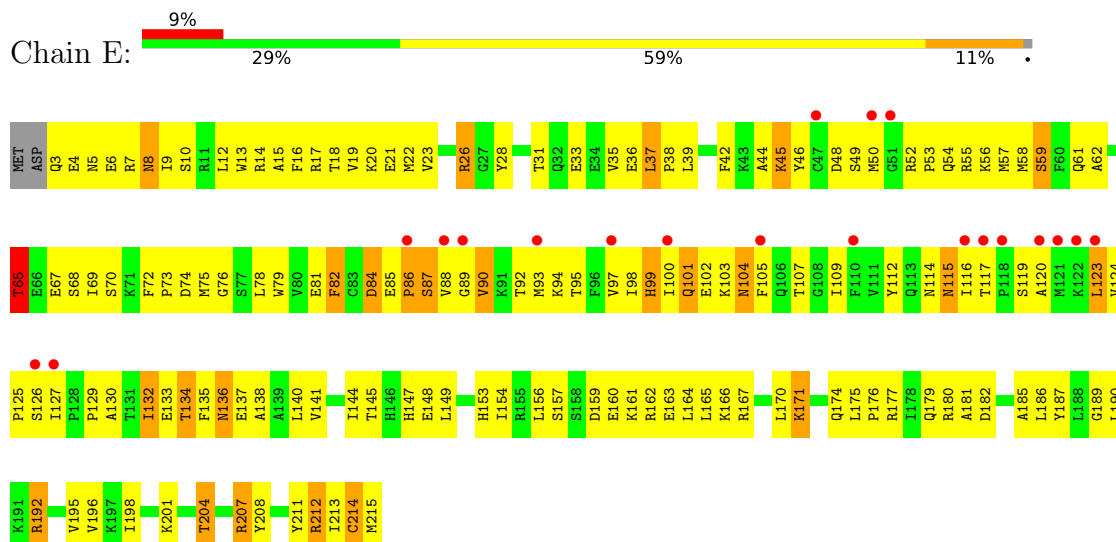 9%
Chain E:
29% 59% 11% •
MET ASP Q3 E4 N5 E6 R7 N8 I9 S10 R11 L12 W13 R14 A15 F16 R17 T18 V19 K20 E21 M22 V23 R26 G27 Y28 T31 Q32 E33 E34 V35 E36 L37 P38 L39 F42 K43 A44 K45 Y46 C47 D48 S49 M50 G51 R52 P53 Q54 R55 K56 M57 M58 S59 F60 Q61 A62
T65 E66 E67 S68 I69 S70 K71 F72 P73 D74 M75 G76 S77 L78 W79 V80 E81 F82 C83 D84 E85 P86 S87 V88 G89 V90 K91 T92 M93 K94 T95 F96 V97 I98 H99 I100 Q101 E102 K103 N104 F105 Q106 T107 G108 I109 F110 V111 Y112 Q113 N114 N115 I116 T117 P118 S119 A120 M121 K122 L123 V124
P125 S126 I127 P128 P129 A130 T131 I132 E133 T134 F135 N136 E137 A138 A139 L140 V141 I144 T145 H146 H147 E148 L149 H153 I154 R155 L156 S157 S158 D159 E160 K161 R162 E163 L164 L165 K166 R167 L170 K171 Q174 L175 P176 R177 I178 Q179 R180 A181 D182 A185 L186 Y187 L188 G189 L190
K191 R192 V195 V196 K197 I198 K201 T204 R207 Y208 Y211 R212 I213 C214 M215